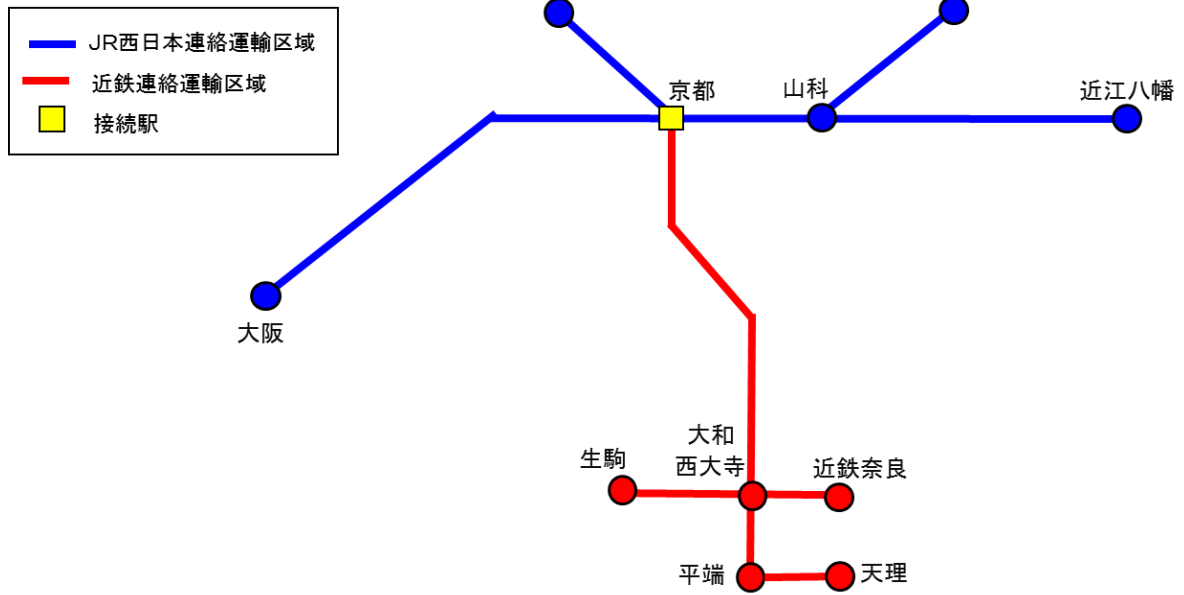 JR西日本連絡運輸区域
近鉄連絡運輸区域
接続駅
京都
山科
近江八幡
大阪
大和
西大寺
生駒
近鉄奈良
平端
天理